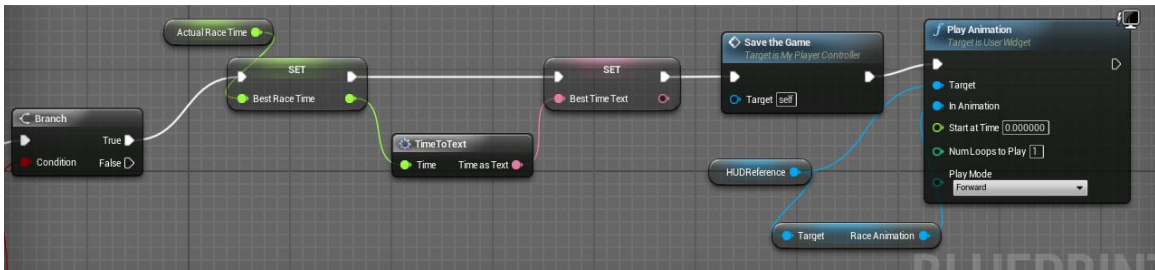 Actual Race Time
SET
Best Race Time
Branch
True
Condition
False
TimeToText
Time
Time as Text
SET
Best Time Text
Save the Game
Target is My Player Controller
Target self
HUDReference
Target
Race Animation
f Play Animation
Target is User Widget
Target
In Animation
Start at Time 0.000000
Num Loops to Play 1
Play Mode
Forward
BLUEPRINT